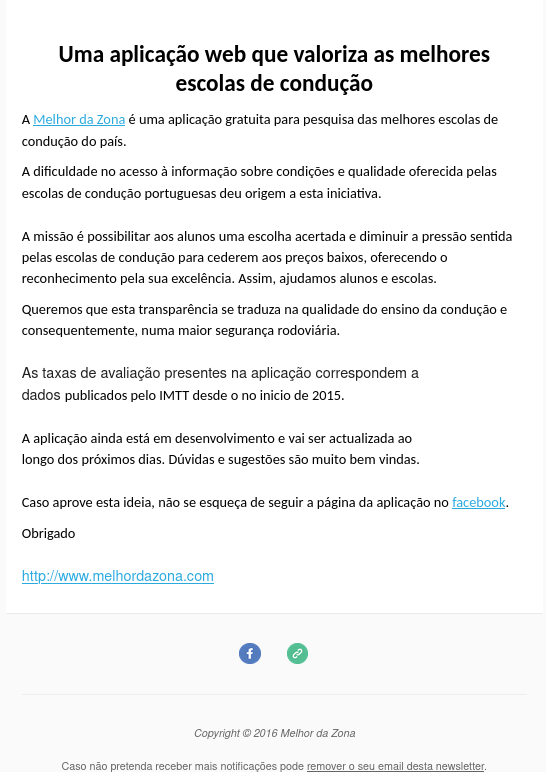 Uma aplicação web que valoriza as melhores
escolas de condução
A Melhor da Zona é uma aplicação gratuita para pesquisa das melhores escolas de
condução do país.
A dificuldade no acesso à informação sobre condições e qualidade oferecida pelas
escolas de condução portuguesas deu origem a esta iniciativa.
A missão é possibilitar aos alunos uma escolha acertada e diminuir a pressão sentida
pelas escolas de condução para cederem aos preços baixos, oferecendo o
reconhecimento pela sua excelência. Assim, ajudamos alunos e escolas.
Queremos que esta transparência se traduza na qualidade do ensino da condução e
consequentemente, numa maior segurança rodoviária.
As taxas de avaliação presentes na aplicação correspondem a
dados publicados pelo IMTT desde o no inicio de 2015.
A aplicação ainda está em desenvolvimento e vai ser actualizada ao
longo dos próximos dias. Dúvidas e sugestões são muito bem vindas.
Caso aprove esta ideia, não se esqueça de seguir a página da aplicação no facebook.
Obrigado
http://www.melhordazona.com
Copyright © 2016 Melhor da Zona
Caso não pretenda receber mais notificações pode remover o seu email desta newsletter.